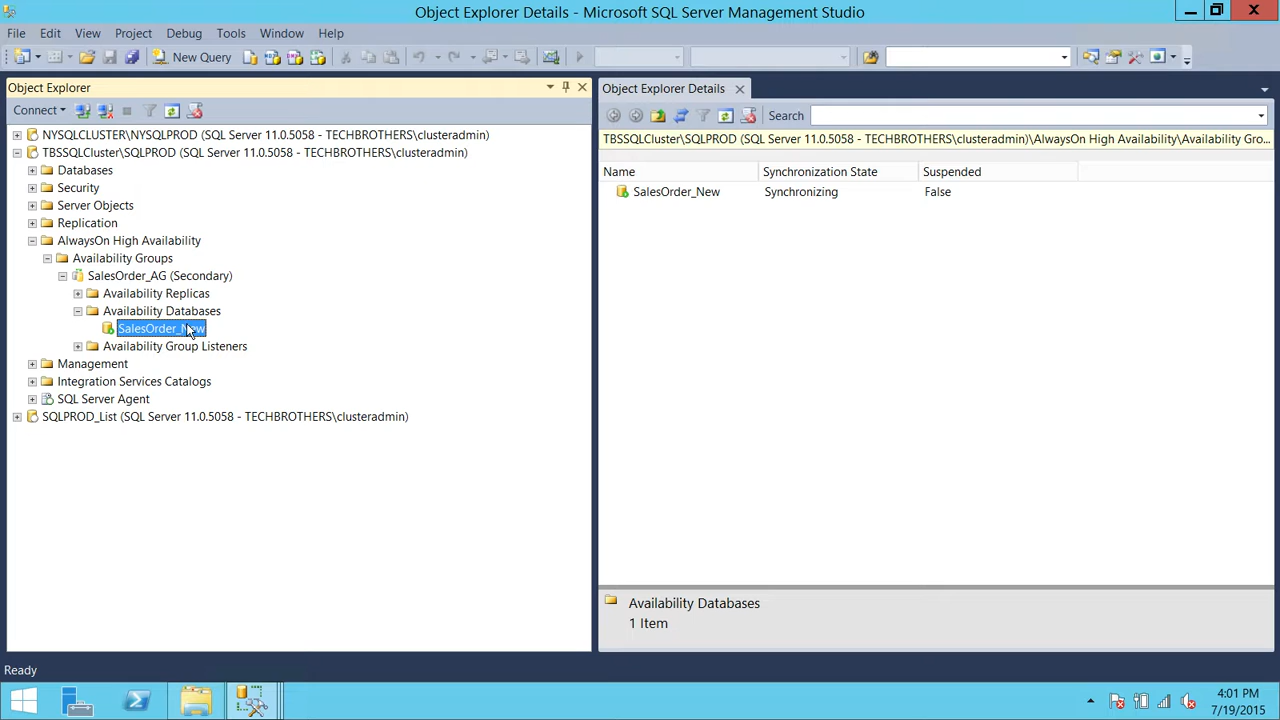 Object Explorer Details - Microsoft SQL Server Management Studio
File Edit View Project Debug Tools Window Help
New Query
Object Explorer
Connect
NYSQLCLUSTER\NYSQLPROD (SQL Server 11.0.5058 - TECHBROTHERS\clusteradmin)
TBSSQLCluster\SQLPROD (SQL Server 11.0.5058 - TECHBROTHERS\clusteradmin)
Databases
Security
Server Objects
Replication
AlwaysOn High Availability
Availability Groups
SalesOrder_AG (Secondary)
Availability Replicas
Availability Databases
SalesOrder_New
Availability Group Listeners
Management
Integration Services Catalogs
SQL Server Agent
SQLPROD_List (SQL Server 11.0.5058 - TECHBROTHERS\clusteradmin)
Object Explorer Details
Search
TBSSQLCluster\SQLPROD (SQL Server 11.0.5058 - TECHBROTHERS\clusteradmin)\AlwaysOn High Availability\Availability Gro...
Name Synchronization State Suspended
SalesOrder_New Synchronizing False
Availability Databases
1 Item
Ready
4:01 PM
7/19/2015